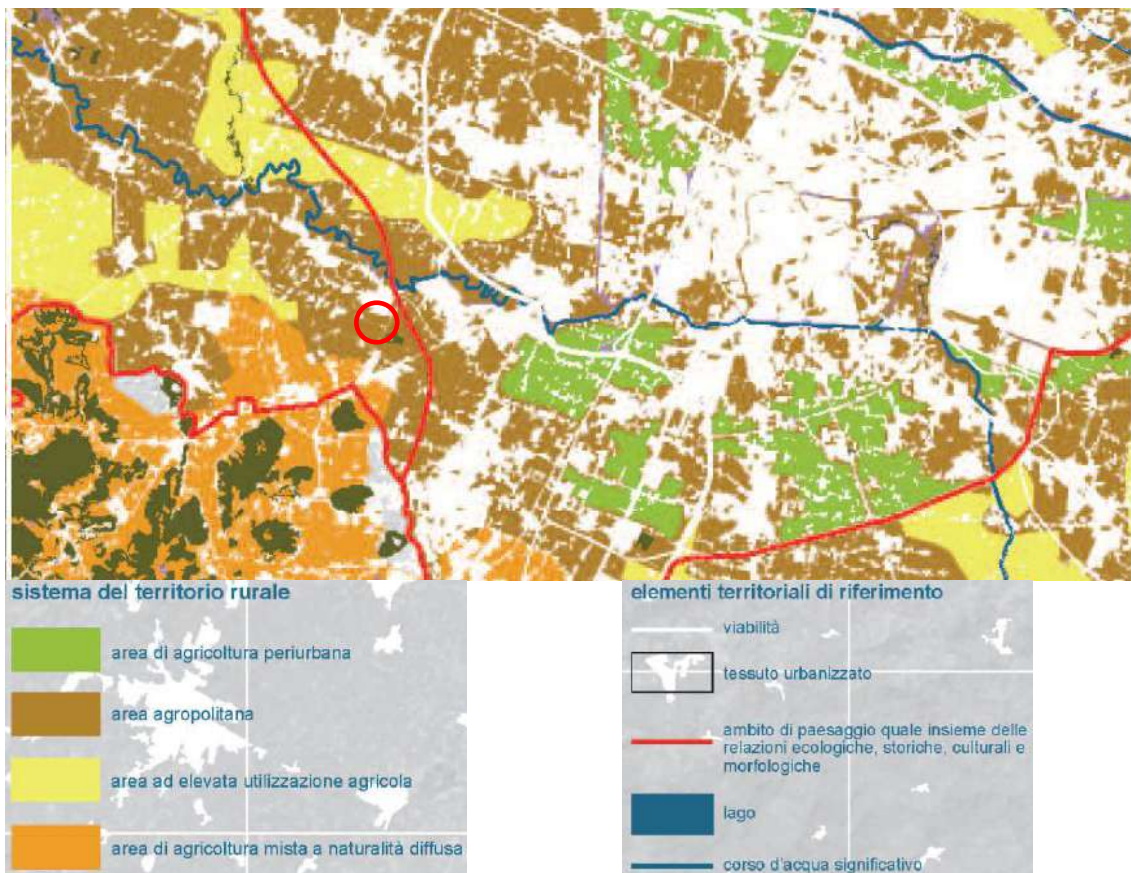 sistema del territorio rurale
area di agricoltura periurbana
area agropolitana
area ad elevata utilizzazione agricola
area di agricoltura mista a naturalità diffusa
elementi territoriali di riferimento
viabilità
tessuto urbanizzato
ambito di paesaggio quale insieme delle
relazioni ecologiche, storiche, culturali e
morfologiche
lago
corso d'acqua significativo